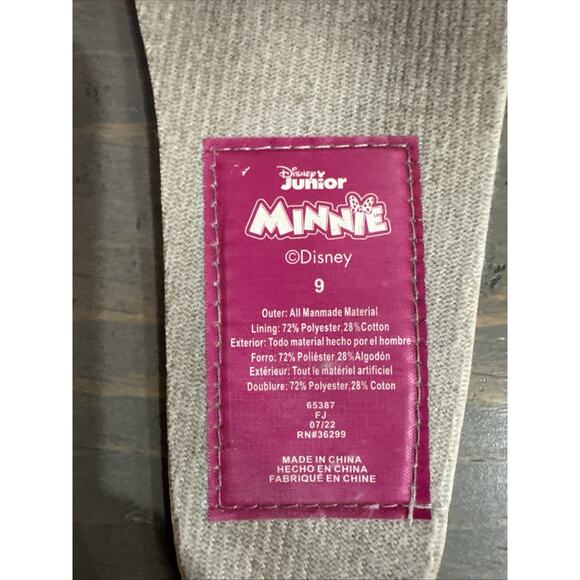 Disney
Junior
MINNIE
©Disney
9
Outer: All Manmade Material
Lining: 72% Polyester,28%Cotton
Exterior: Todo material hecho por el hombre
Forro: 72% Poliéster 28%Algodón
Extérieur: Tout le matériel artificiel
Doublure: 72% Polyester, 28% Coton
65387
FJ
07/22
RN#36299
MADE IN CHINA
HECHO EN CHINA
FABRIQUÉ EN CHINE